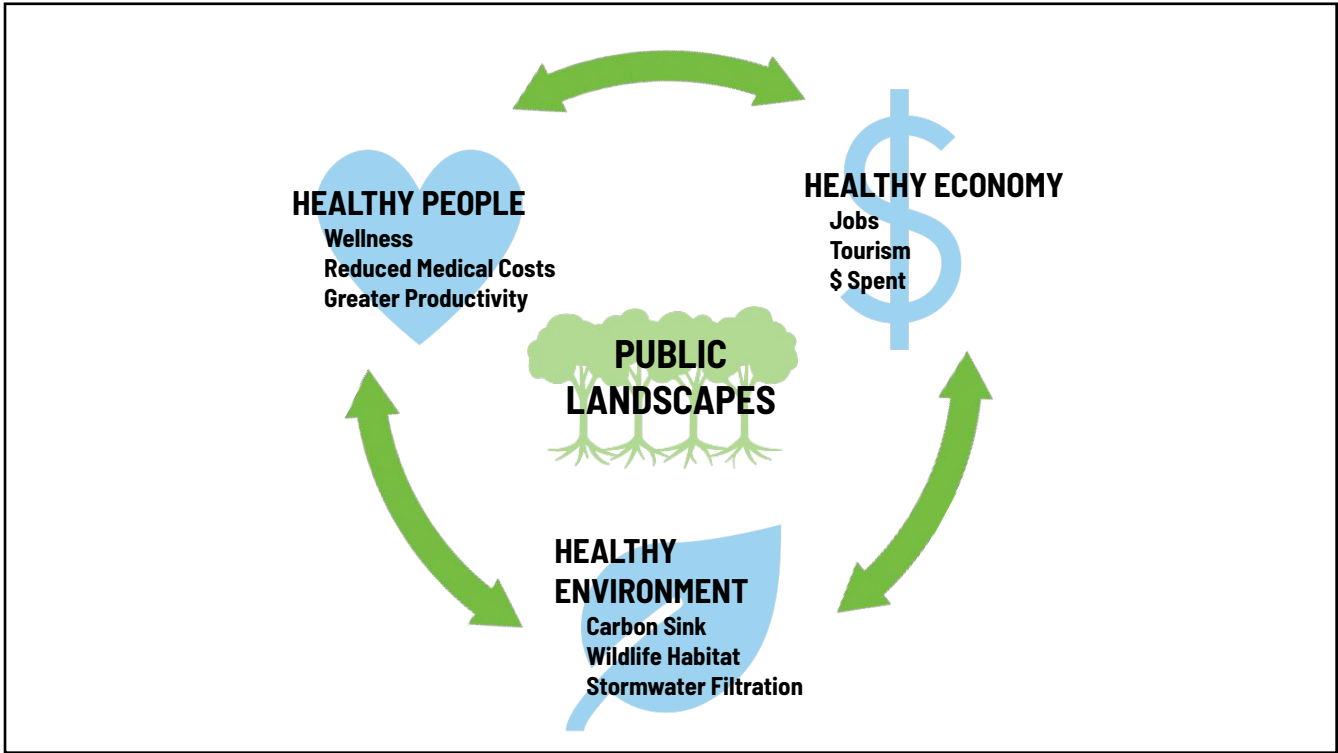 HEALTHY PEOPLE
Wellness
Reduced Medical Costs
Greater Productivity
HEALTHY ECONOMY
Jobs
Tourism
$ Spent
PUBLIC
LANDSCAPES
HEALTHY
ENVIRONMENT
Carbon Sink
Wildlife Habitat
Stormwater Filtration